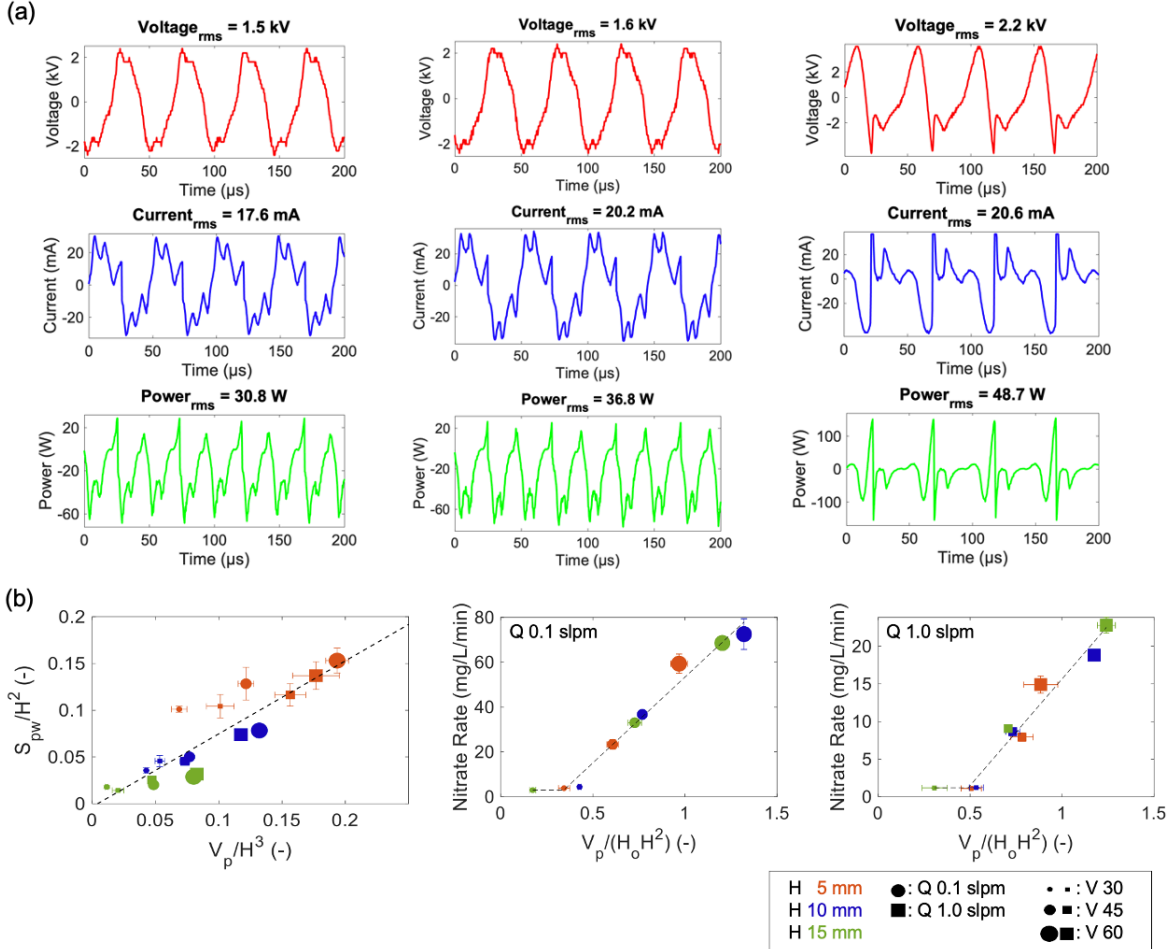 (a)
Voltage_rms = 1.5 kV
Voltage_rms = 1.6 kV
Voltage_rms = 2.2 kV
Voltage (kV)
2
0
-2
0 50 100 150 200
Time (µs)
Voltage (kV)
2
0
-2
0 50 100 150 200
Time (µs)
Voltage (kV)
2
0
-2
0 50 100 150 200
Time (µs)
Current_rms = 17.6 mA
Current_rms = 20.2 mA
Current_rms = 20.6 mA
Current (mA)
20
0
-20
0 50 100 150 200
Time (µs)
Current (mA)
20
0
-20
0 50 100 150 200
Time (µs)
Current (mA)
20
0
-20
0 50 100 150 200
Time (µs)
Power_rms = 30.8 W
Power_rms = 36.8 W
Power_rms = 48.7 W
Power (W)
20
-20
-60
0 50 100 150 200
Time (µs)
Power (W)
20
-20
-60
0 50 100 150 200
Time (µs)
Power (W)
100
0
-100
0 50 100 150 200
Time (µs)
(b)
S_pw/H² (-)
0.2
0.15
0.1
0.05
0
0 0.05 0.1 0.15 0.2
V_p/H³ (-)
Nitrate Rate (mg/L/min)
80
60
40
20
0
Q 0.1 slpm
0 0.5 1 1.5
V_p/(H_oH²) (-)
Nitrate Rate (mg/L/min)
20
15
10
5
0
Q 1.0 slpm
0 0.5 1 1.5
V_p/(H_oH²) (-)
H 5 mm : Q 0.1 slpm : V 30
H 10 mm : Q 1.0 slpm : V 45
H 15 mm : V 60